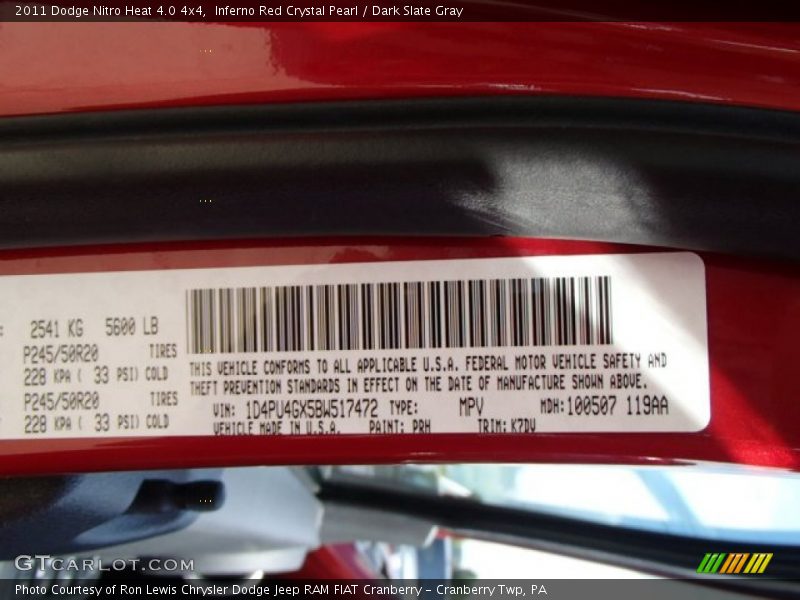 2011 Dodge Nitro Heat 4.0 4x4,  Inferno Red Crystal Pearl / Dark Slate Gray
: 2541 KG 5600 LB
P245/50R20 TIRES
228 KPA ( 33 PSI) COLD
P245/50R20 TIRES
228 KPA ( 33 PSI) COLD
THIS VEHICLE CONFORMS TO ALL APPLICABLE U.S.A. FEDERAL MOTOR VEHICLE SAFETY AND
THEFT PREVENTION STANDARDS IN EFFECT ON THE DATE OF MANUFACTURE SHOWN ABOVE.
VIN: 1D4PU4GX5BW517472 TYPE: MPV MDH:100507 119AA
VEHICLE MADE IN U.S.A. PAINT: PRH TRIM: K7DV
GTCARLOT.COM
Photo Courtesy of Ron Lewis Chrysler Dodge Jeep RAM FIAT Cranberry – Cranberry Twp, PA